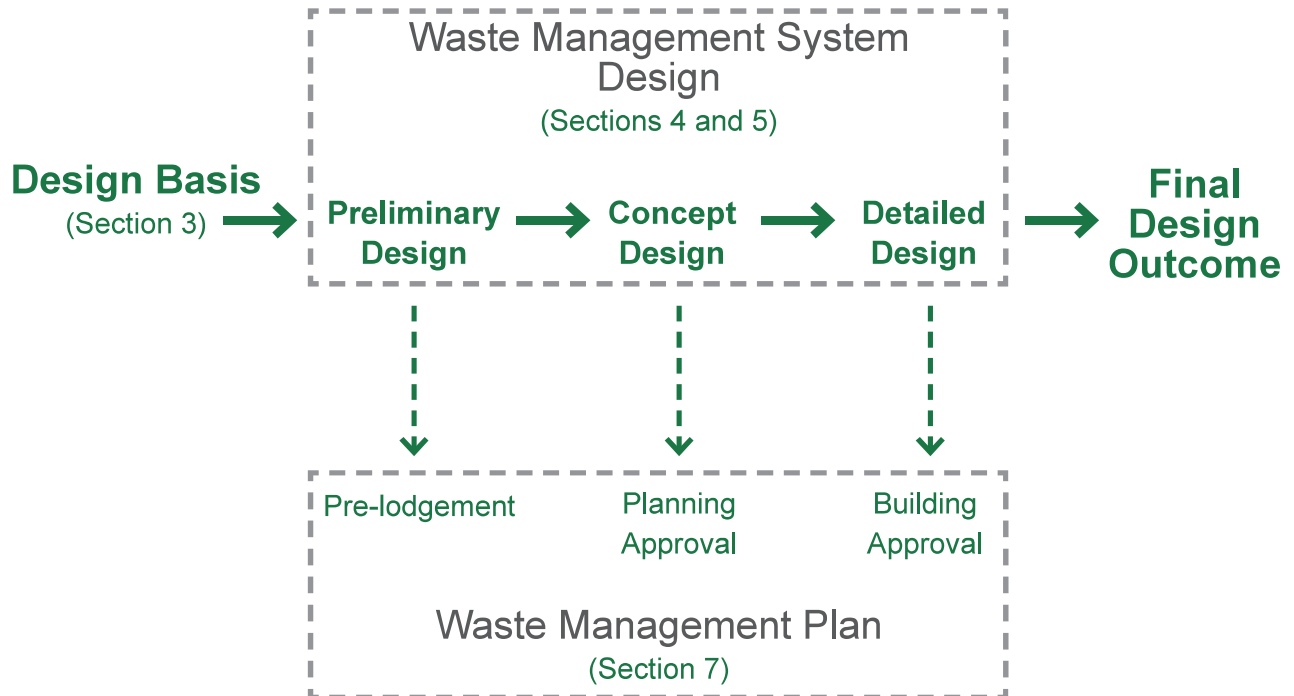 Waste Management System
Design
(Sections 4 and 5)
Design Basis
(Section 3)
Preliminary
Design
Concept
Design
Detailed
Design
Final
Design
Outcome
Pre-lodgement
Planning
Approval
Building
Approval
Waste Management Plan
(Section 7)